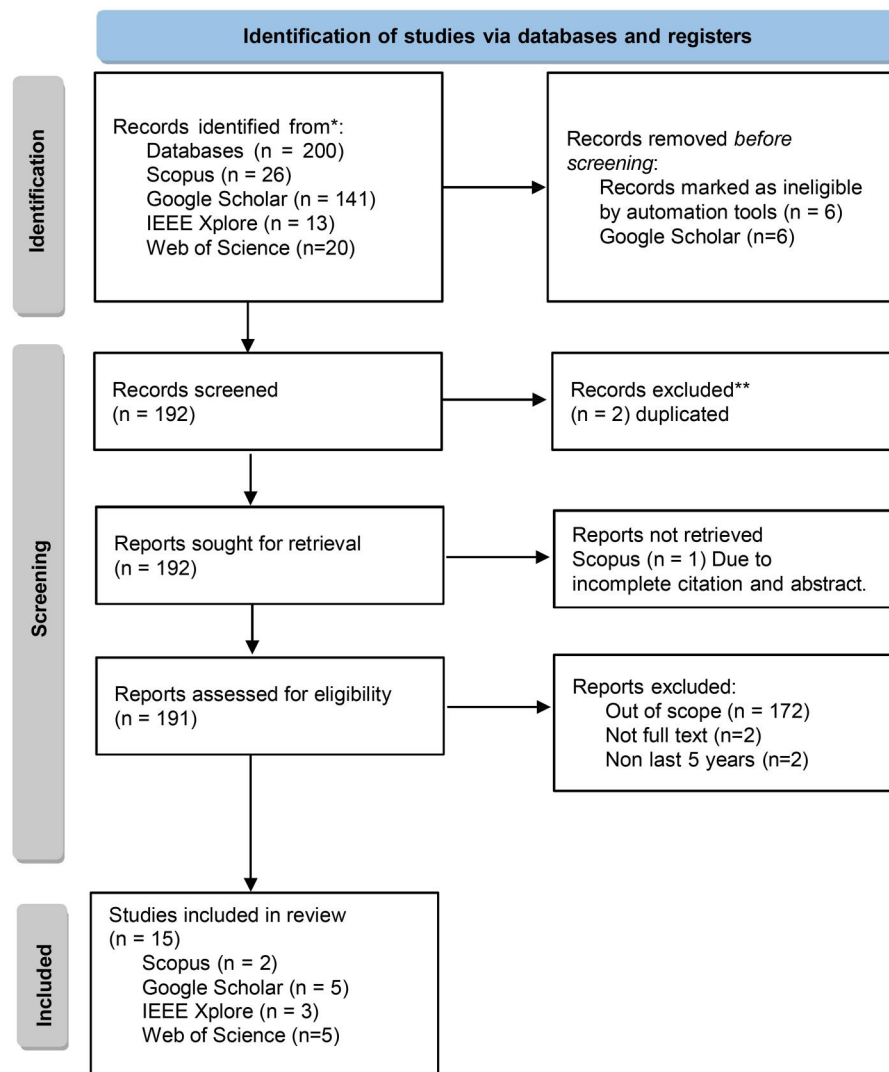 Identification of studies via databases and registers
Identification
Records identified from*:
Databases (n = 200)
Scopus (n = 26)
Google Scholar (n = 141)
IEEE Xplore (n = 13)
Web of Science (n=20)
Records removed before
screening:
Records marked as ineligible
by automation tools (n = 6)
Google Scholar (n=6)
Screening
Records screened
(n = 192)
Records excluded**
(n = 2) duplicated
Reports sought for retrieval
(n = 192)
Reports not retrieved
Scopus (n = 1) Due to
incomplete citation and abstract.
Reports assessed for eligibility
(n = 191)
Reports excluded:
Out of scope (n = 172)
Not full text (n=2)
Non last 5 years (n=2)
Included
Studies included in review
(n = 15)
Scopus (n = 2)
Google Scholar (n = 5)
IEEE Xplore (n = 3)
Web of Science (n=5)